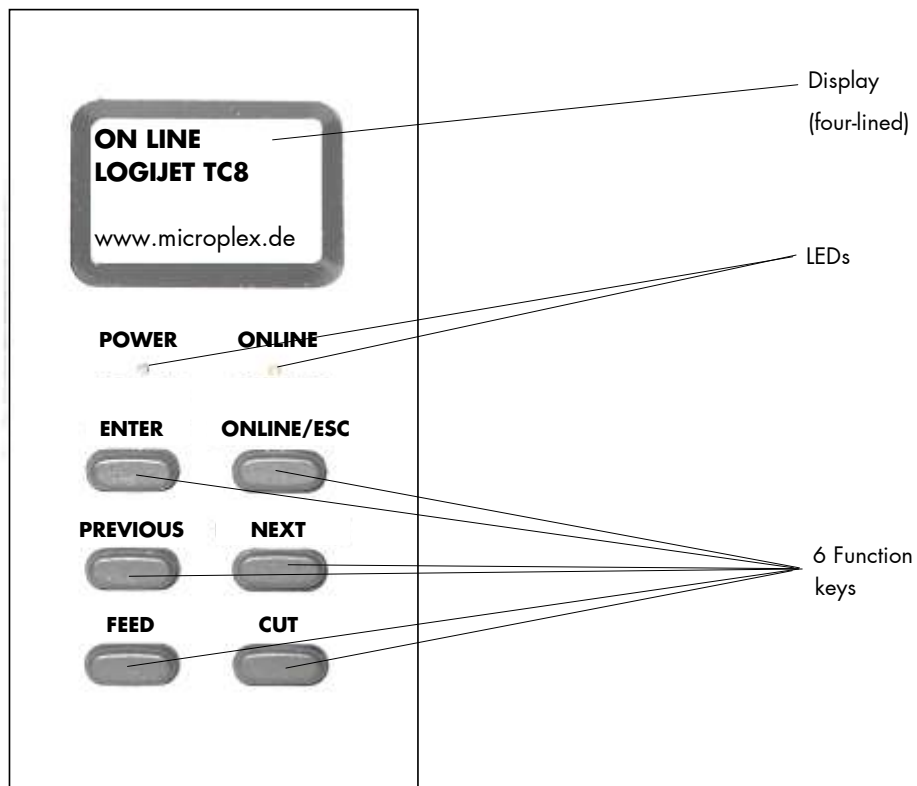 Display
(four-lined)
ON LINE
LOGIJET TC8
www.microplex.de
LEDs
POWER ONLINE
ENTER ONLINE/ESC
PREVIOUS NEXT
6 Function
keys
FEED CUT